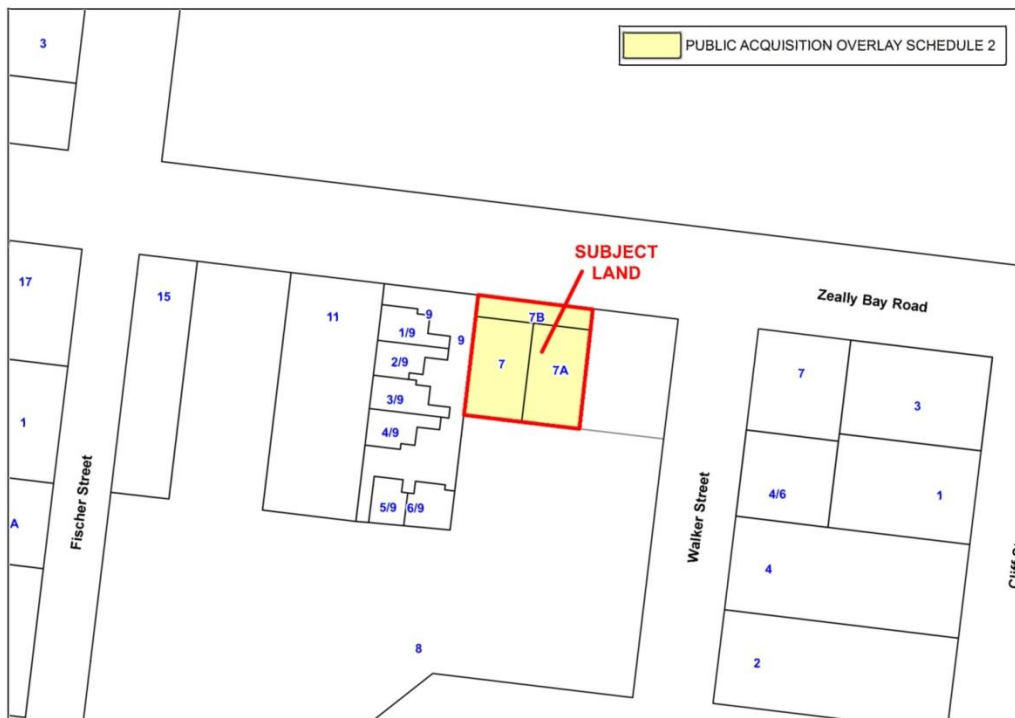 3
PUBLIC ACQUISITION OVERLAY SCHEDULE 2
SUBJECT
LAND
Zeally Bay Road
17
15
11
9
1/9
9
2/9
3/9
4/9
5/9
6/9
7B
7
7A
7
3
4/6
1
1
A
Fischer Street
Walker Street
4
8
2